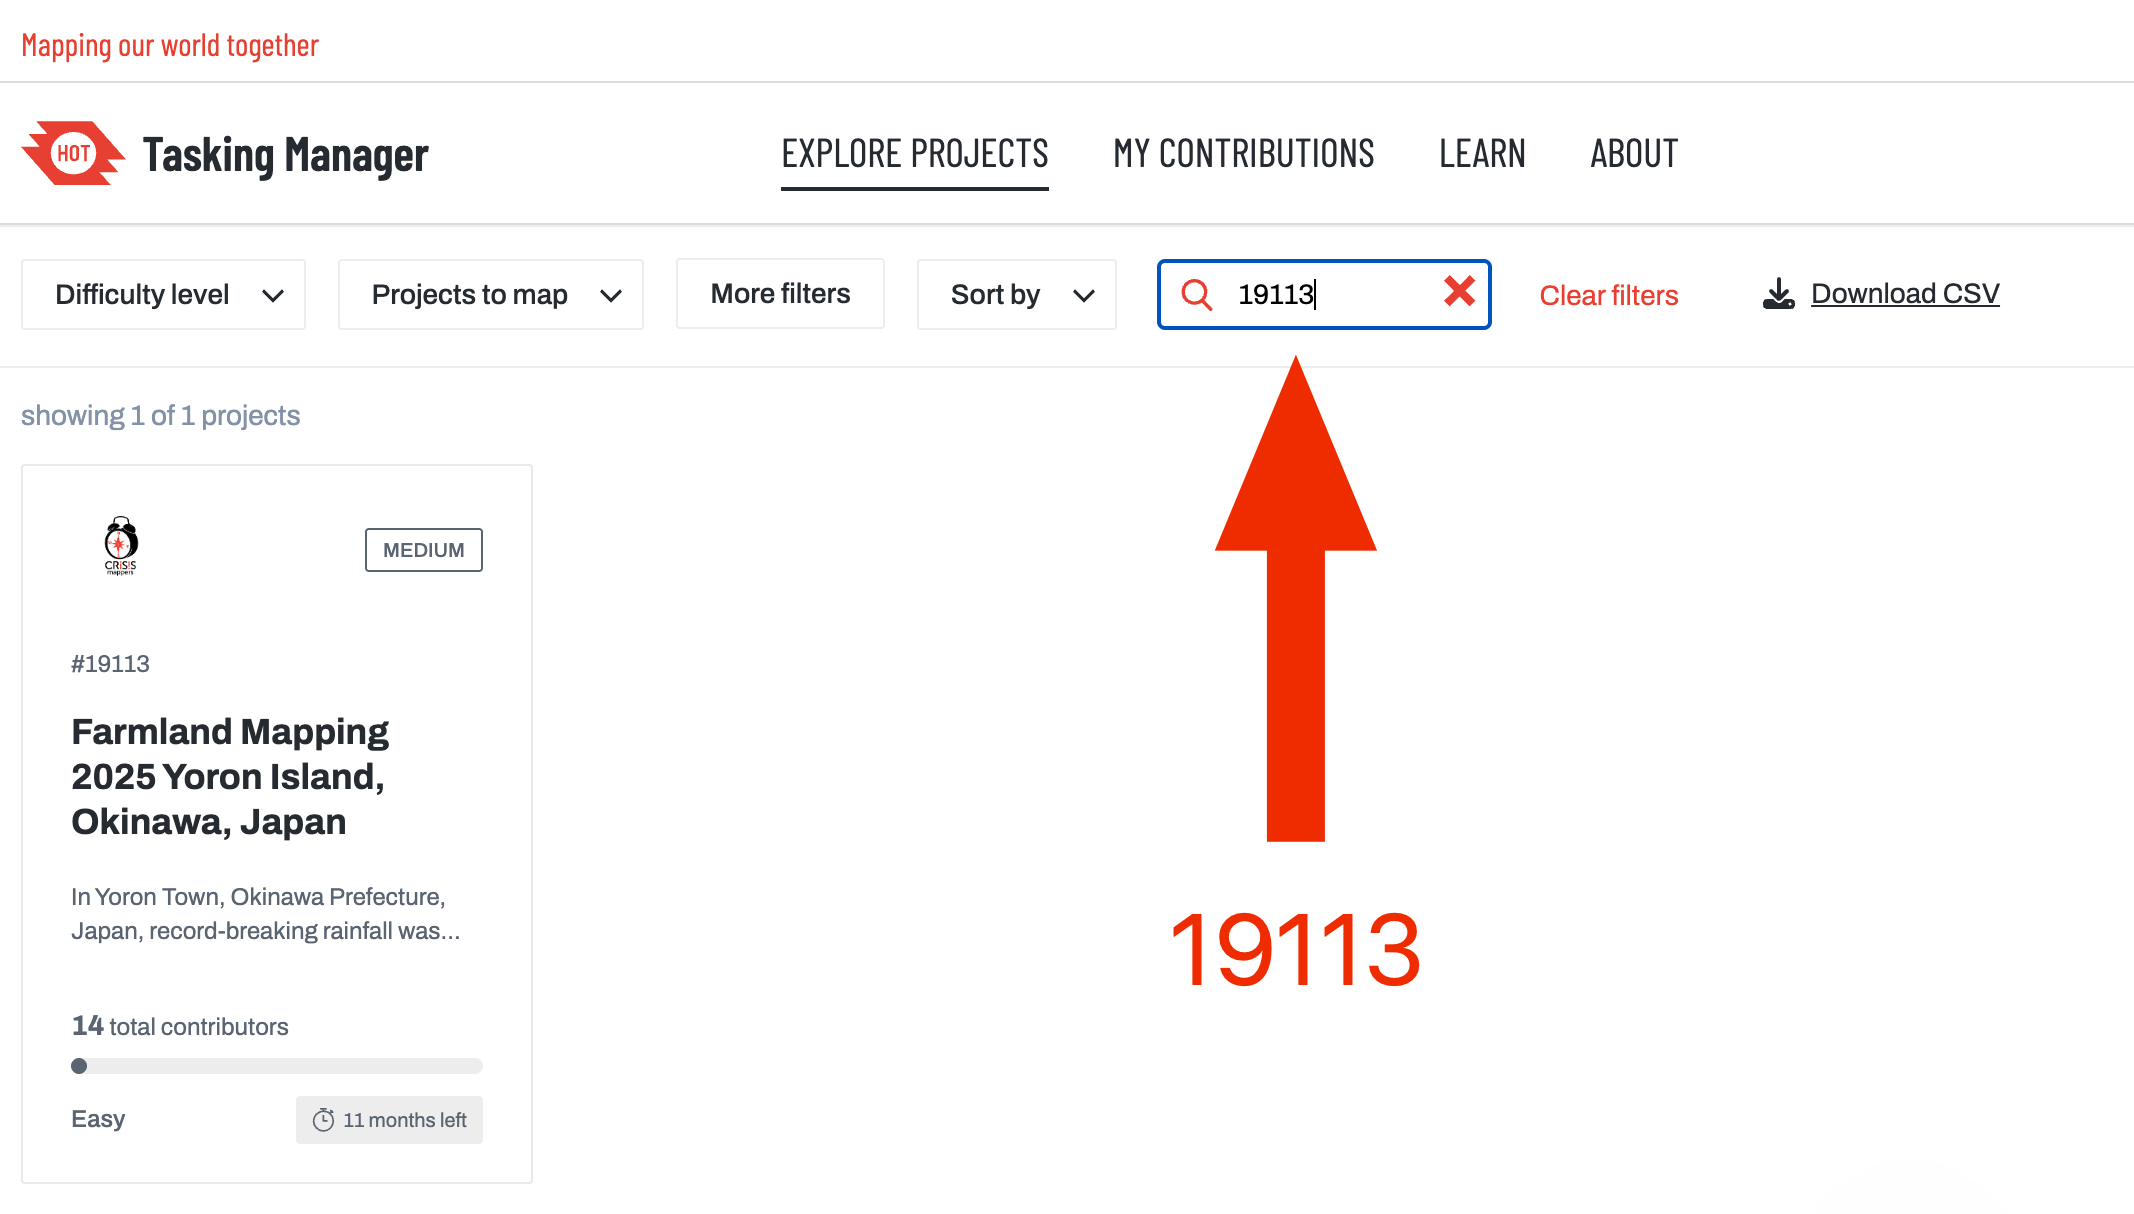 Mapping our world together
HOT
Tasking Manager
EXPLORE PROJECTS
MY CONTRIBUTIONS
LEARN
ABOUT
Difficulty level
Projects to map
More filters
Sort by
19113
Clear filters
Download CSV
showing 1 of 1 projects
CRISIS
mappers
MEDIUM
#19113
Farmland Mapping
2025 Yoron Island,
Okinawa, Japan
In Yoron Town, Okinawa Prefecture,
Japan, record-breaking rainfall was...
14 total contributors
Easy
11 months left
19113